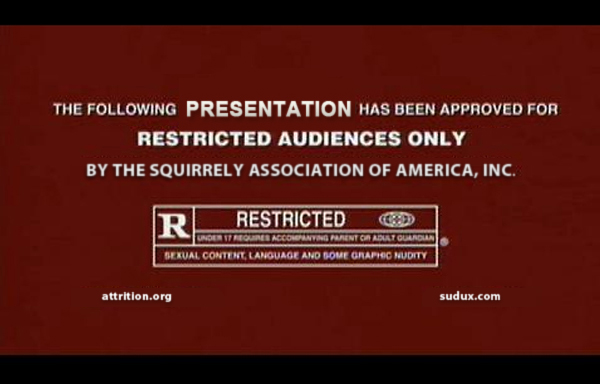 THE FOLLOWING PRESENTATION HAS BEEN APPROVED FOR
RESTRICTED AUDIENCES ONLY
BY THE SQUIRRELY ASSOCIATION OF AMERICA, INC.
R RESTRICTED
UNDER 17 REQUIRES ACCOMPANYING PARENT OR ADULT GUARDIAN ®
SEXUAL CONTENT, LANGUAGE AND SOME GRAPHIC NUDITY
attrition.org sudux.com